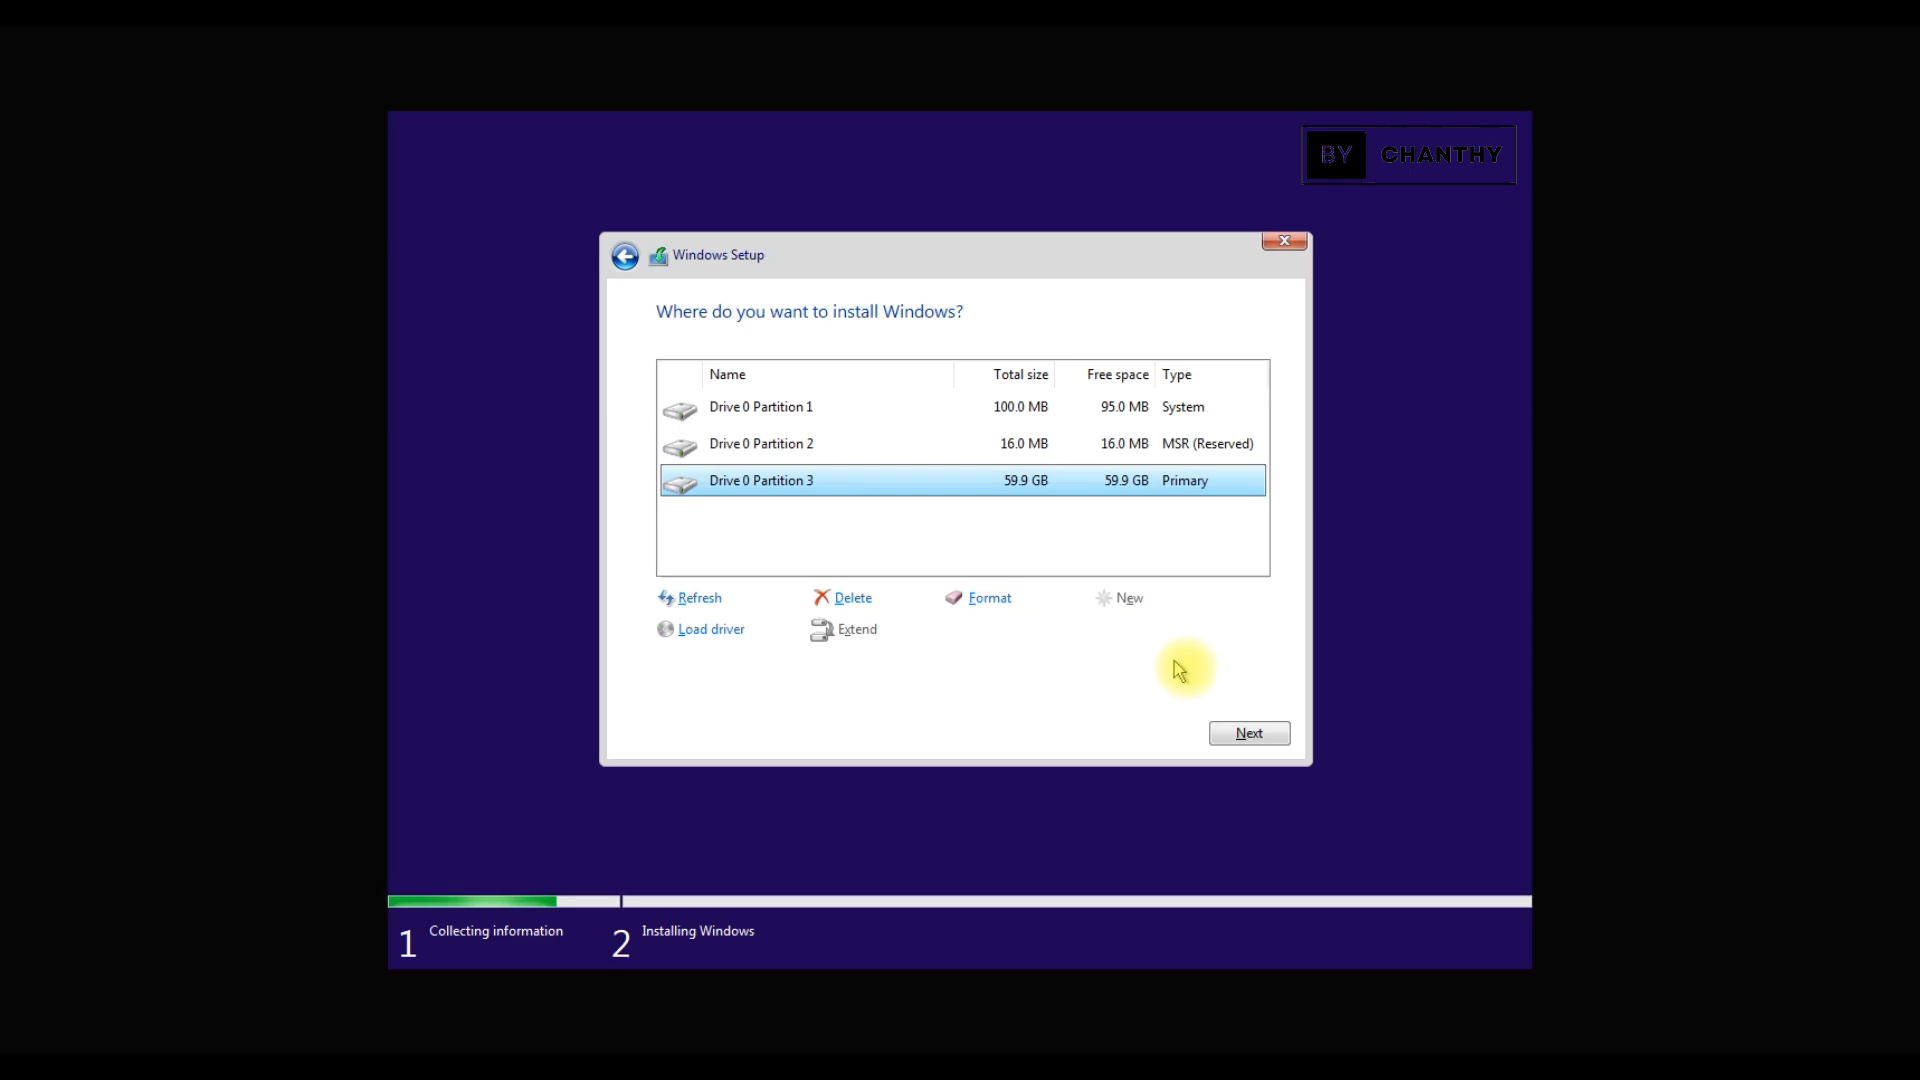 BY CHANTHY
Windows Setup
Where do you want to install Windows?
Name Total size Free space Type
Drive 0 Partition 1 100.0 MB 95.0 MB System
Drive 0 Partition 2 16.0 MB 16.0 MB MSR (Reserved)
Drive 0 Partition 3 59.9 GB 59.9 GB Primary
Refresh Delete Format New
Load driver Extend
Next
1 Collecting information 2 Installing Windows